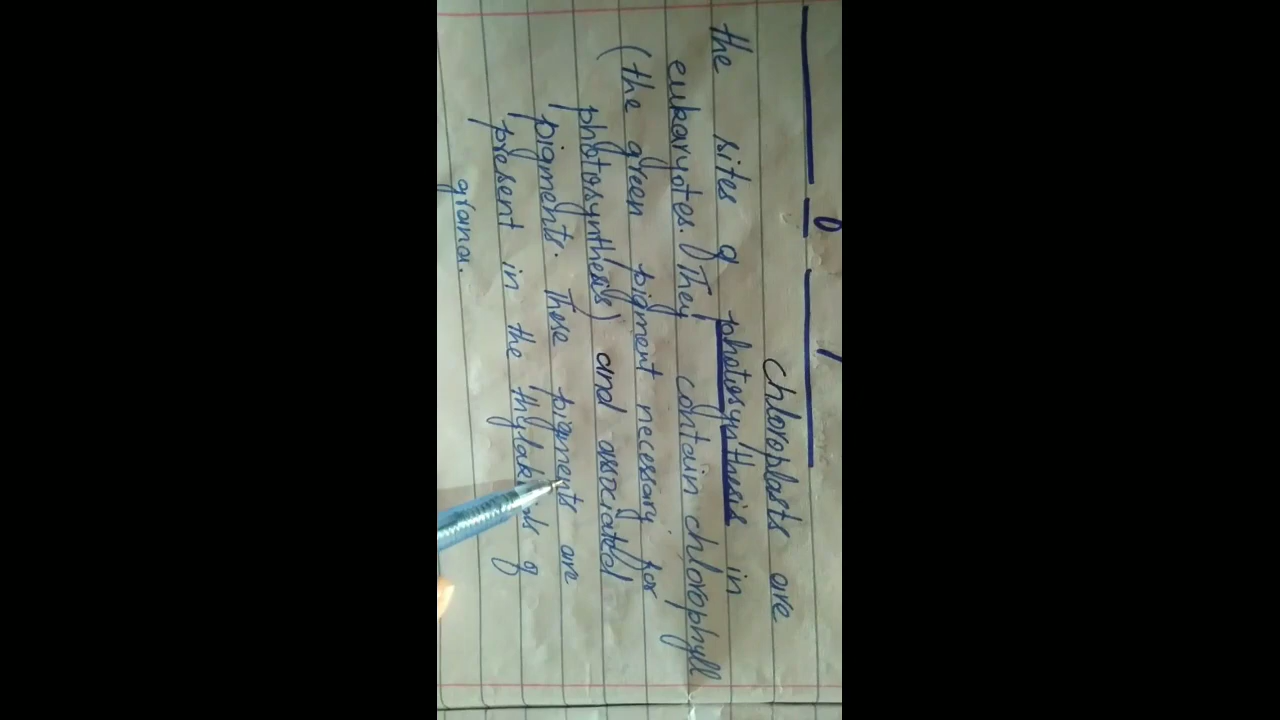 chloroplasts are
the sites of photosynthesis in
eukaryotes. They contain chlorophyll
(the green pigment necessary for
photosynthesis) and associated
pigments. These pigments are
present in the of
grana.